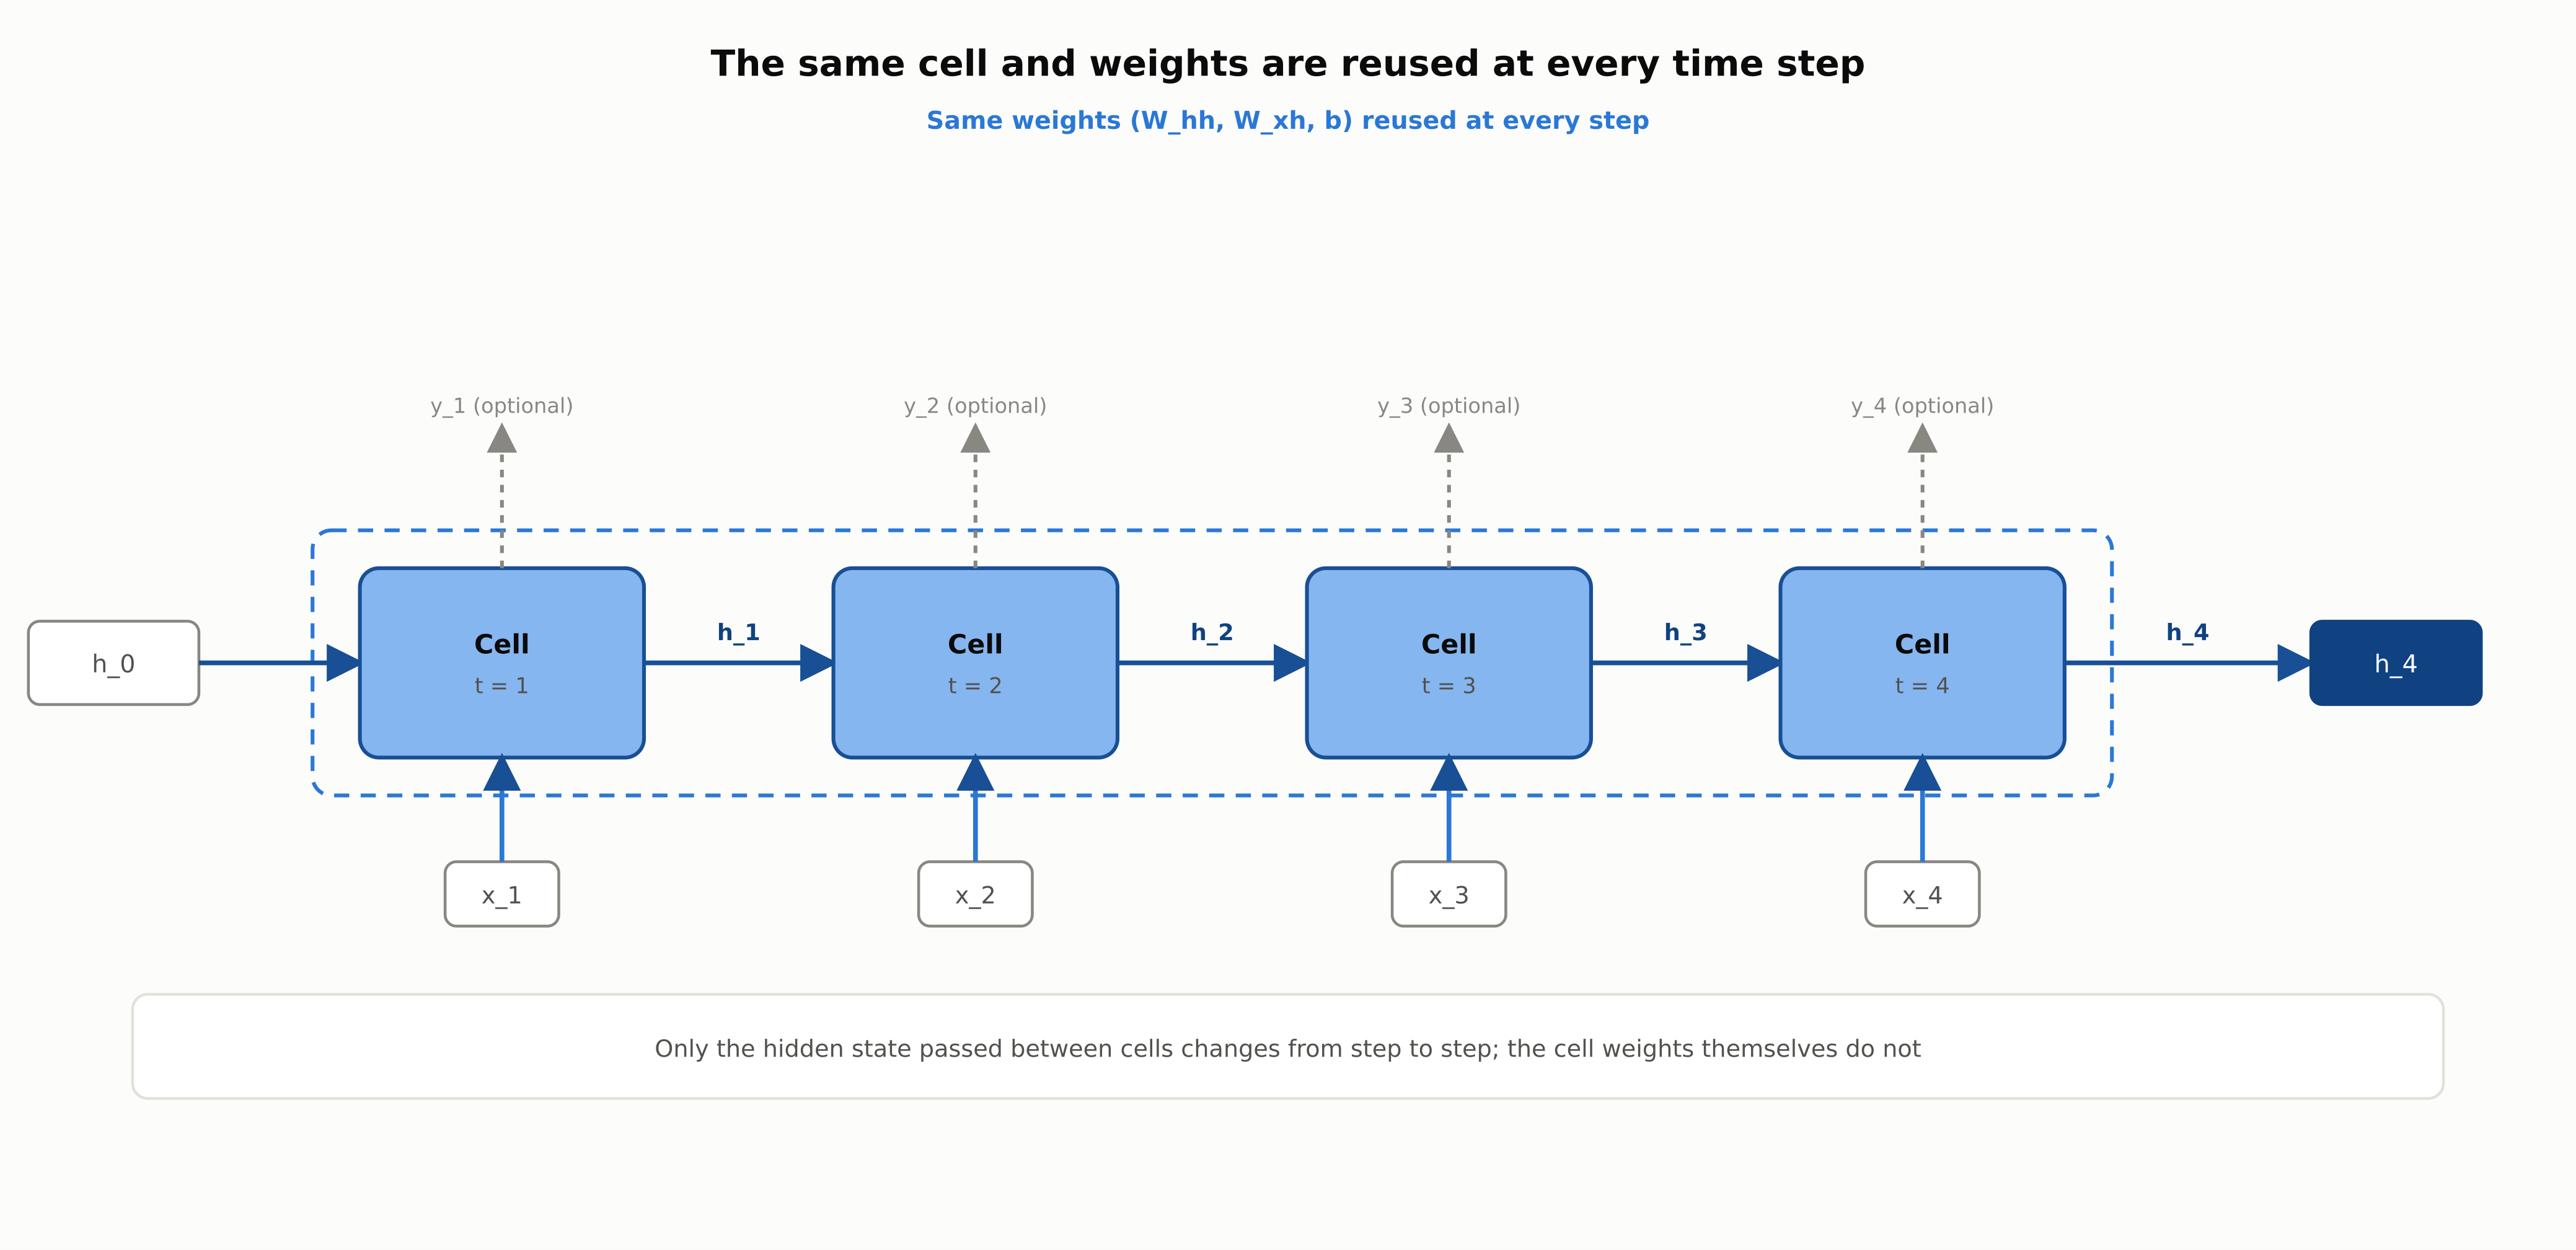 The same cell and weights are reused at every time step
Same weights (W_hh, W_xh, b) reused at every step
y_1 (optional)
y_2 (optional)
y_3 (optional)
y_4 (optional)
h_0
Cell
t = 1
h_1
Cell
t = 2
h_2
Cell
t = 3
h_3
Cell
t = 4
h_4
h_4
x_1
x_2
x_3
x_4
Only the hidden state passed between cells changes from step to step; the cell weights themselves do not